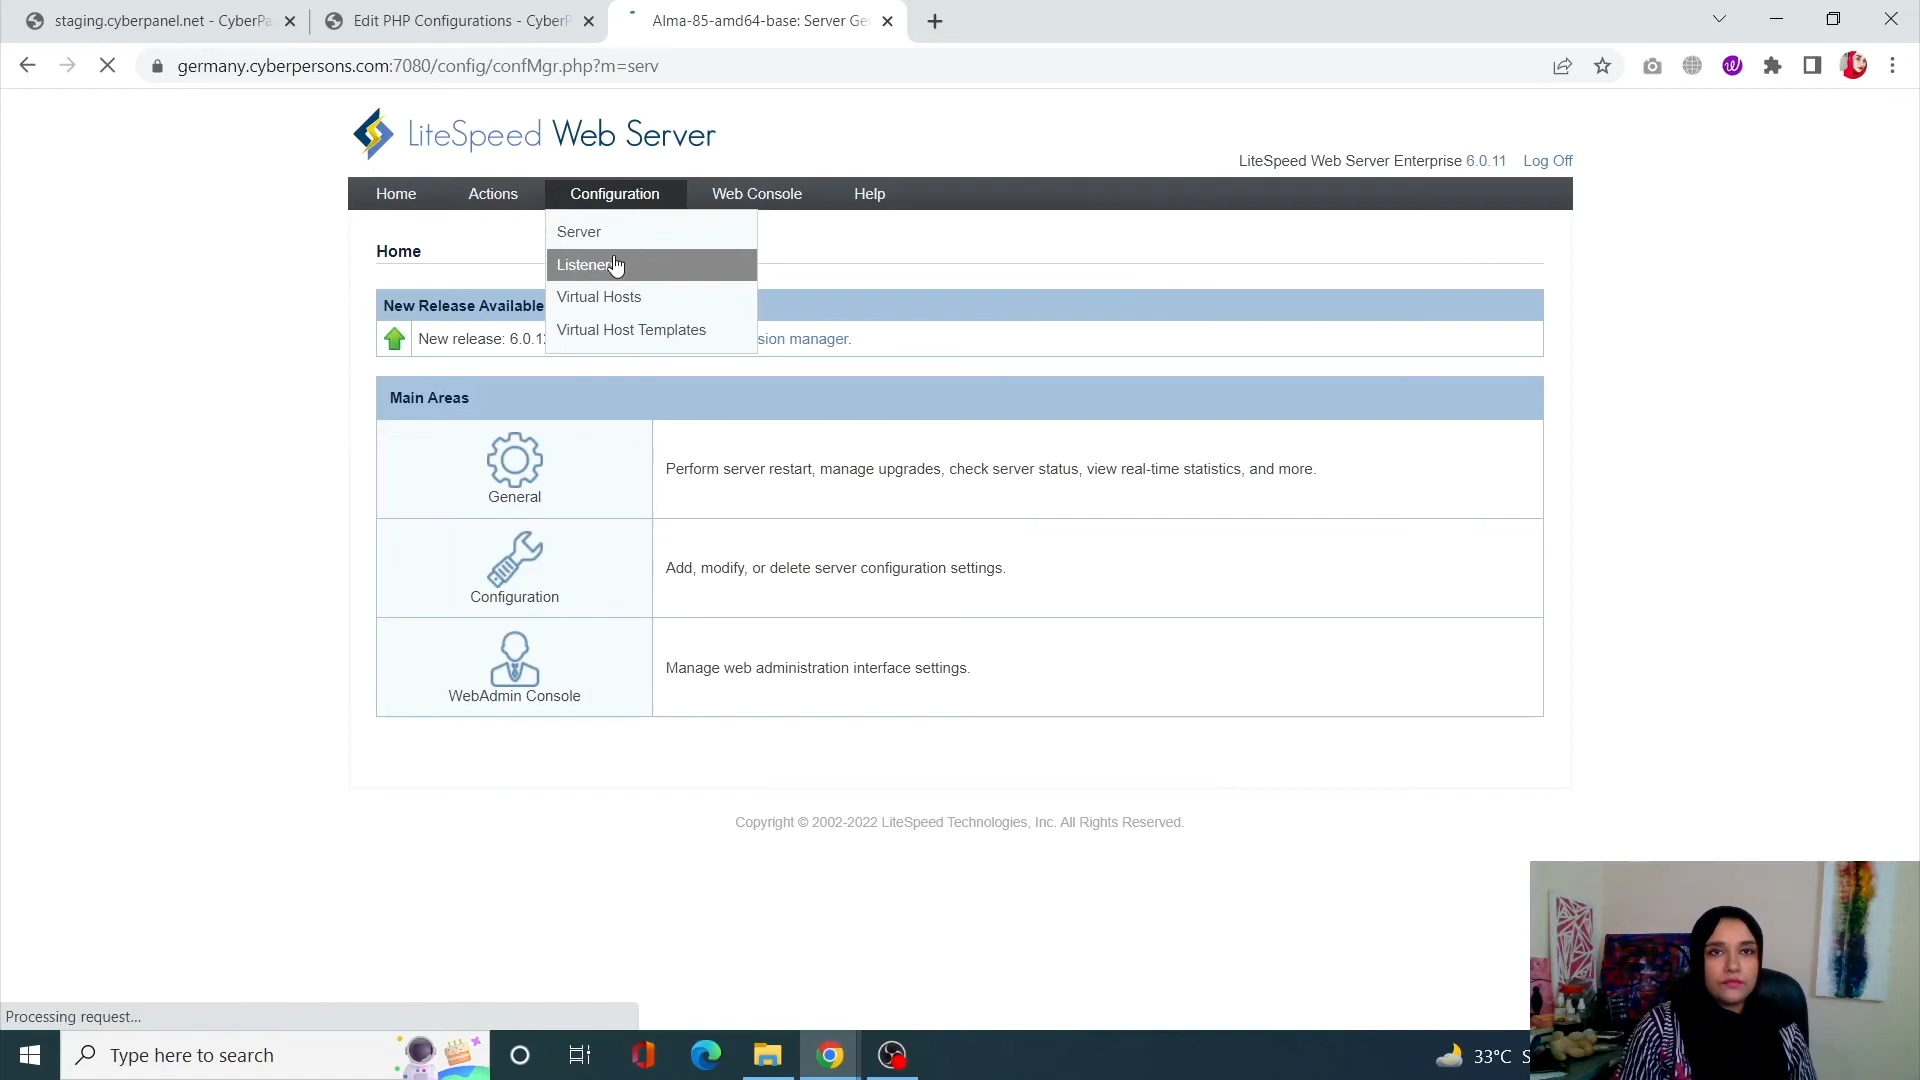 staging.cyberpanel.net - CyberPa
Edit PHP Configurations - CyberP
Alma-85-amd64-base: Server Ge
germany.cyberpersons.com:7080/config/confMgr.php?m=serv
LiteSpeed Web Server
LiteSpeed Web Server Enterprise 6.0.11 Log Off
Home Actions Configuration Web Console Help
Server
Home
Listener
New Release Available
Virtual Hosts
Virtual Host Templates
New release: 6.0.1
sion manager.
Main Areas
General
Perform server restart, manage upgrades, check server status, view real-time statistics, and more.
Configuration
Add, modify, or delete server configuration settings.
WebAdmin Console
Manage web administration interface settings.
Copyright © 2002-2022 LiteSpeed Technologies, Inc. All Rights Reserved.
Processing request...
Type here to search
33°C S